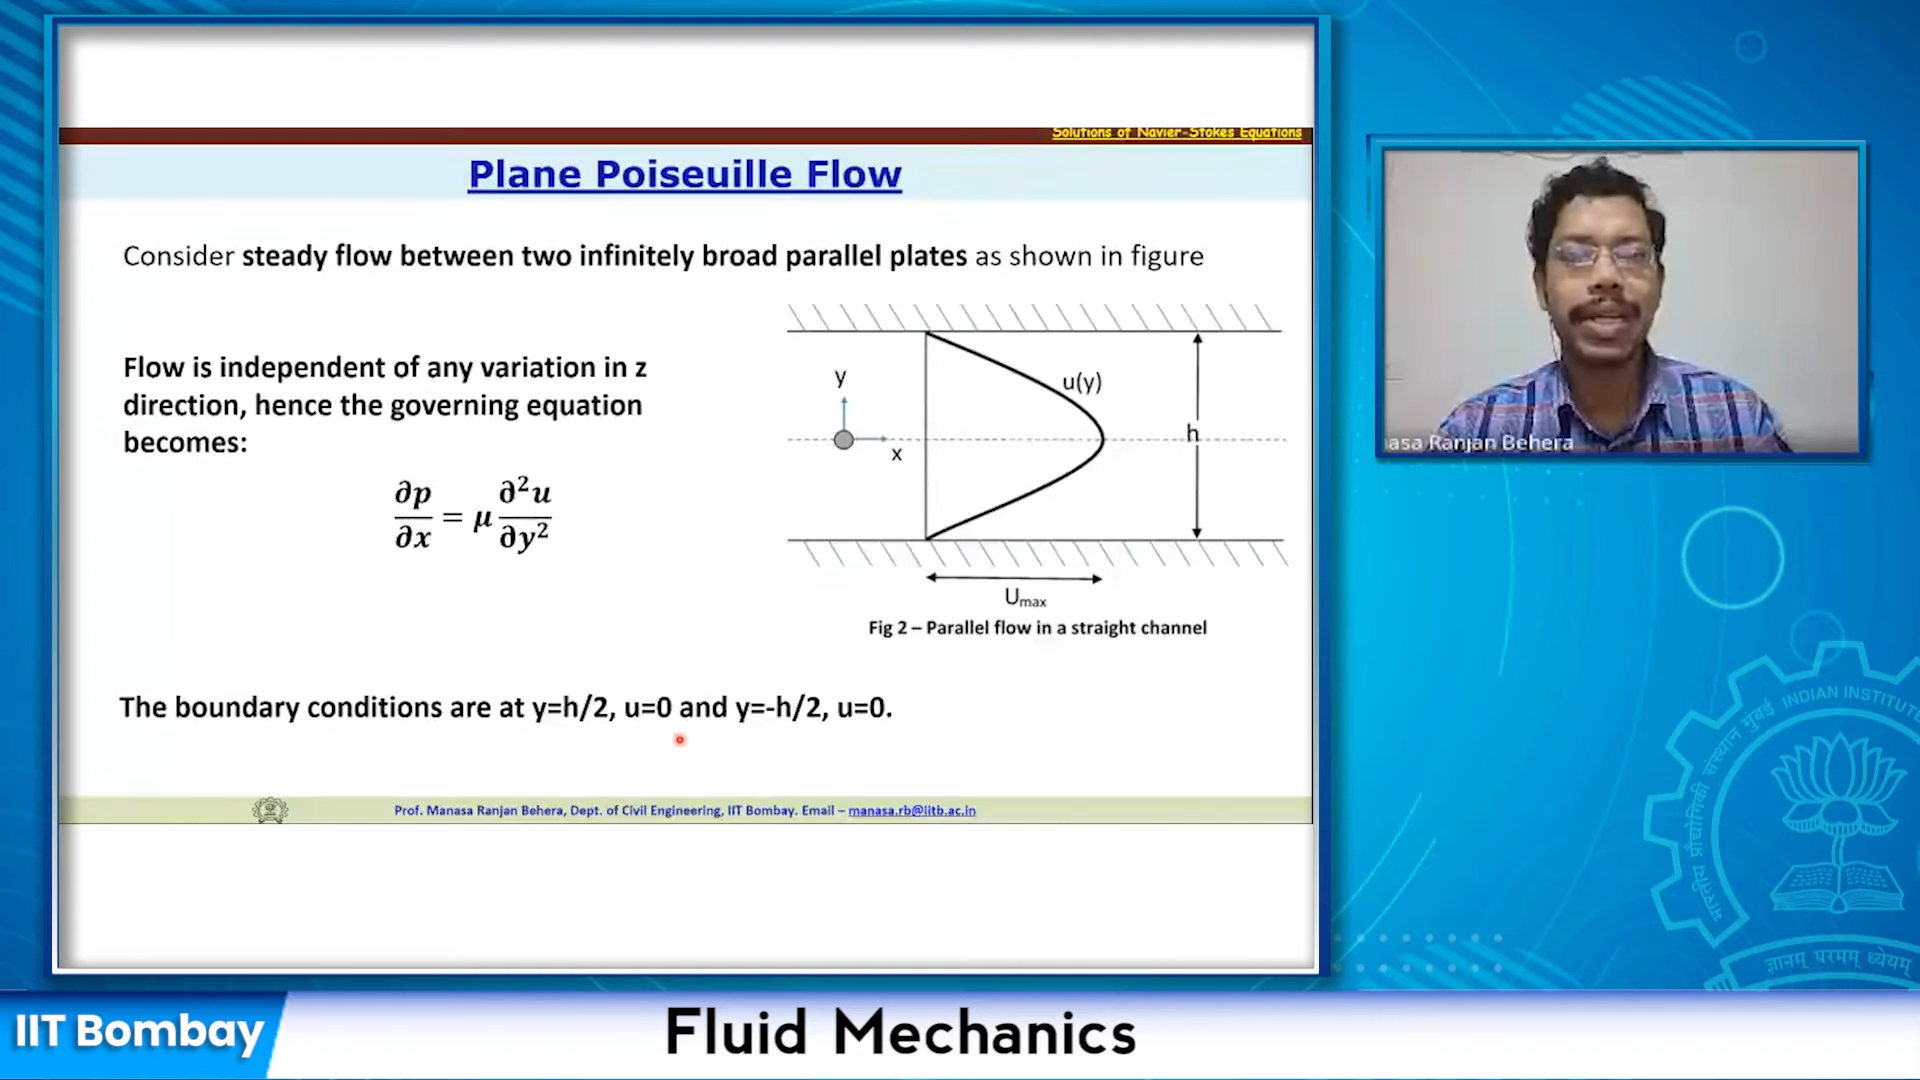 Solutions of Navier-Stokes Equations
Plane Poiseuille Flow
Consider steady flow between two infinitely broad parallel plates as shown in figure
Flow is independent of any variation in z
direction, hence the governing equation
becomes:
∂p/∂x = μ ∂²u/∂y²
y
x
u(y)
h
Umax
Fig 2 – Parallel flow in a straight channel
The boundary conditions are at y=h/2, u=0 and y=-h/2, u=0.
Prof. Manasa Ranjan Behera, Dept. of Civil Engineering, IIT Bombay. Email – manasa.rb@iitb.ac.in
asa Ranjan Behera
भारतीय प्रौद्योगिकी संस्थान मुंबई INDIAN INSTITUTE
ज्ञानम् परमम् ध्येयम्
IIT Bombay
Fluid Mechanics